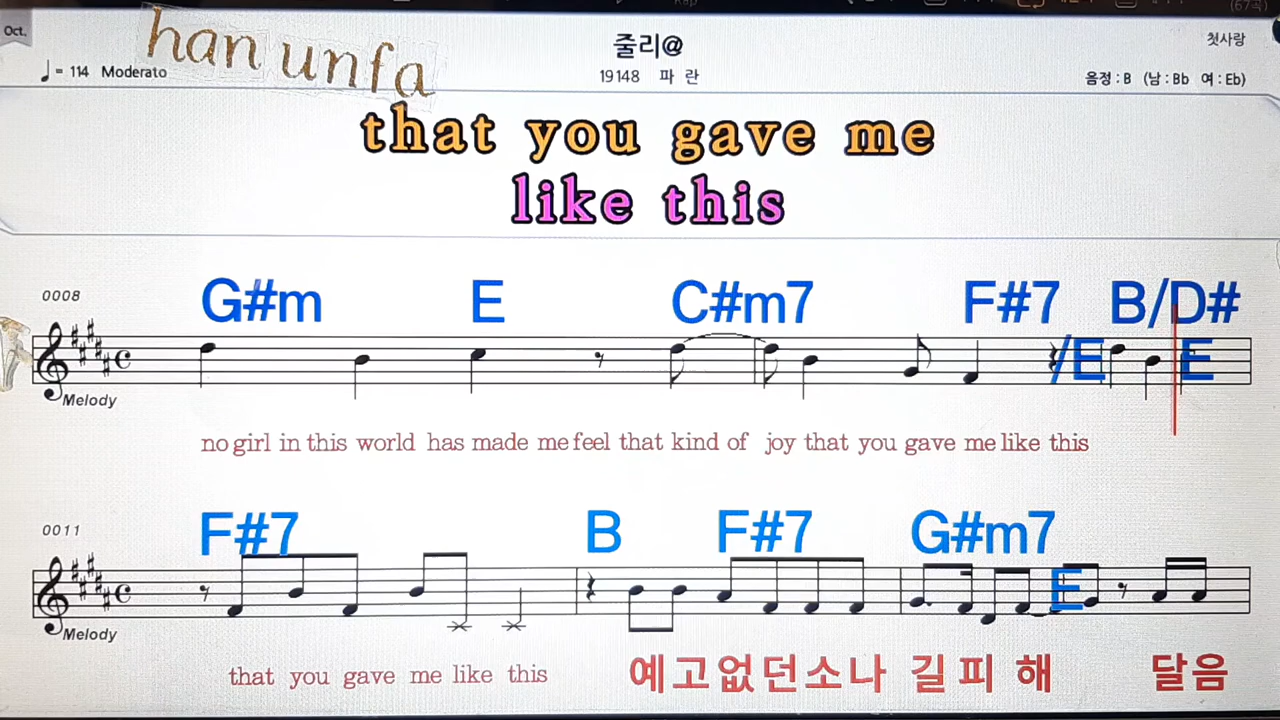 (67곡)
Oct.
han unfa
줄리@
첫사랑
♩= 114 Moderato
19148 파 란
음정 : B (남 : Bb 여 : Eb)
that you gave me
like this
0008
G#m E C#m7 F#7 B/D#
/E E
Melody
no girl in this world has made me feel that kind of joy that you gave me like this
0011
F#7 B F#7 G#m7
E
Melody
that you gave me like this 예고없던소나 길피 해 달음